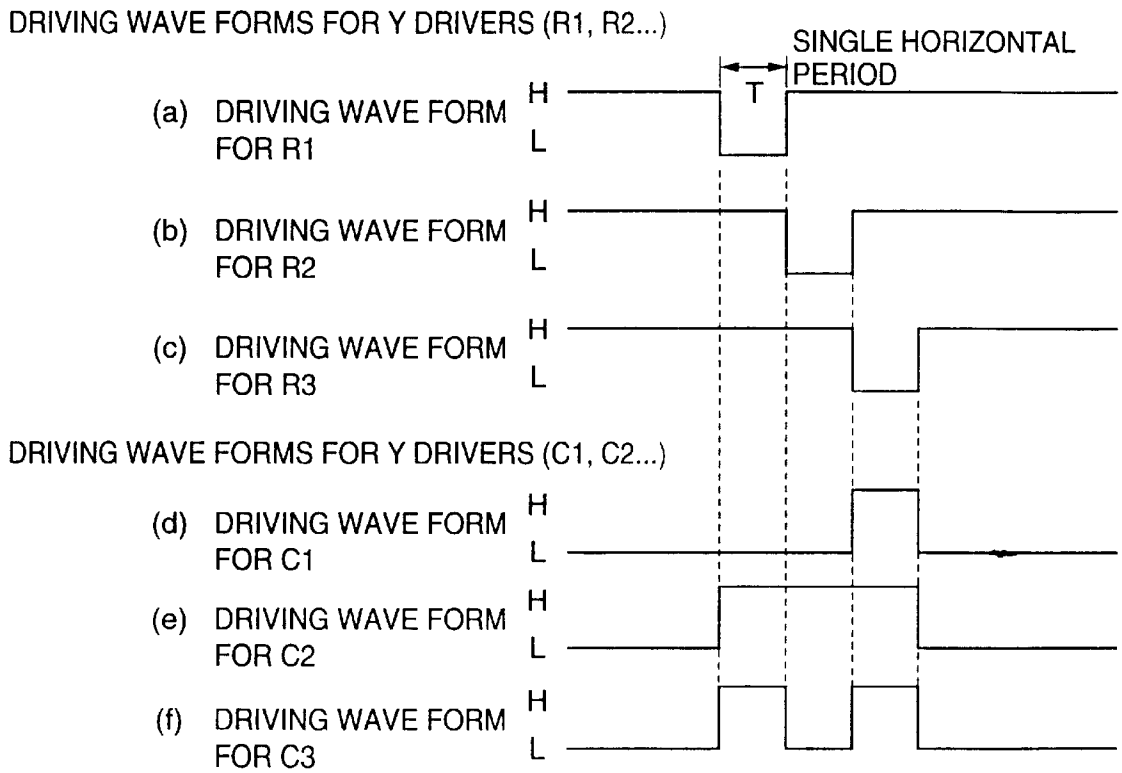 DRIVING WAVE FORMS FOR Y DRIVERS (R1, R2...)
SINGLE HORIZONTAL
PERIOD
T
(a) DRIVING WAVE FORM
FOR R1
H
L
(b) DRIVING WAVE FORM
FOR R2
H
L
(c) DRIVING WAVE FORM
FOR R3
H
L
DRIVING WAVE FORMS FOR Y DRIVERS (C1, C2...)
(d) DRIVING WAVE FORM
FOR C1
H
L
(e) DRIVING WAVE FORM
FOR C2
H
L
(f) DRIVING WAVE FORM
FOR C3
H
L